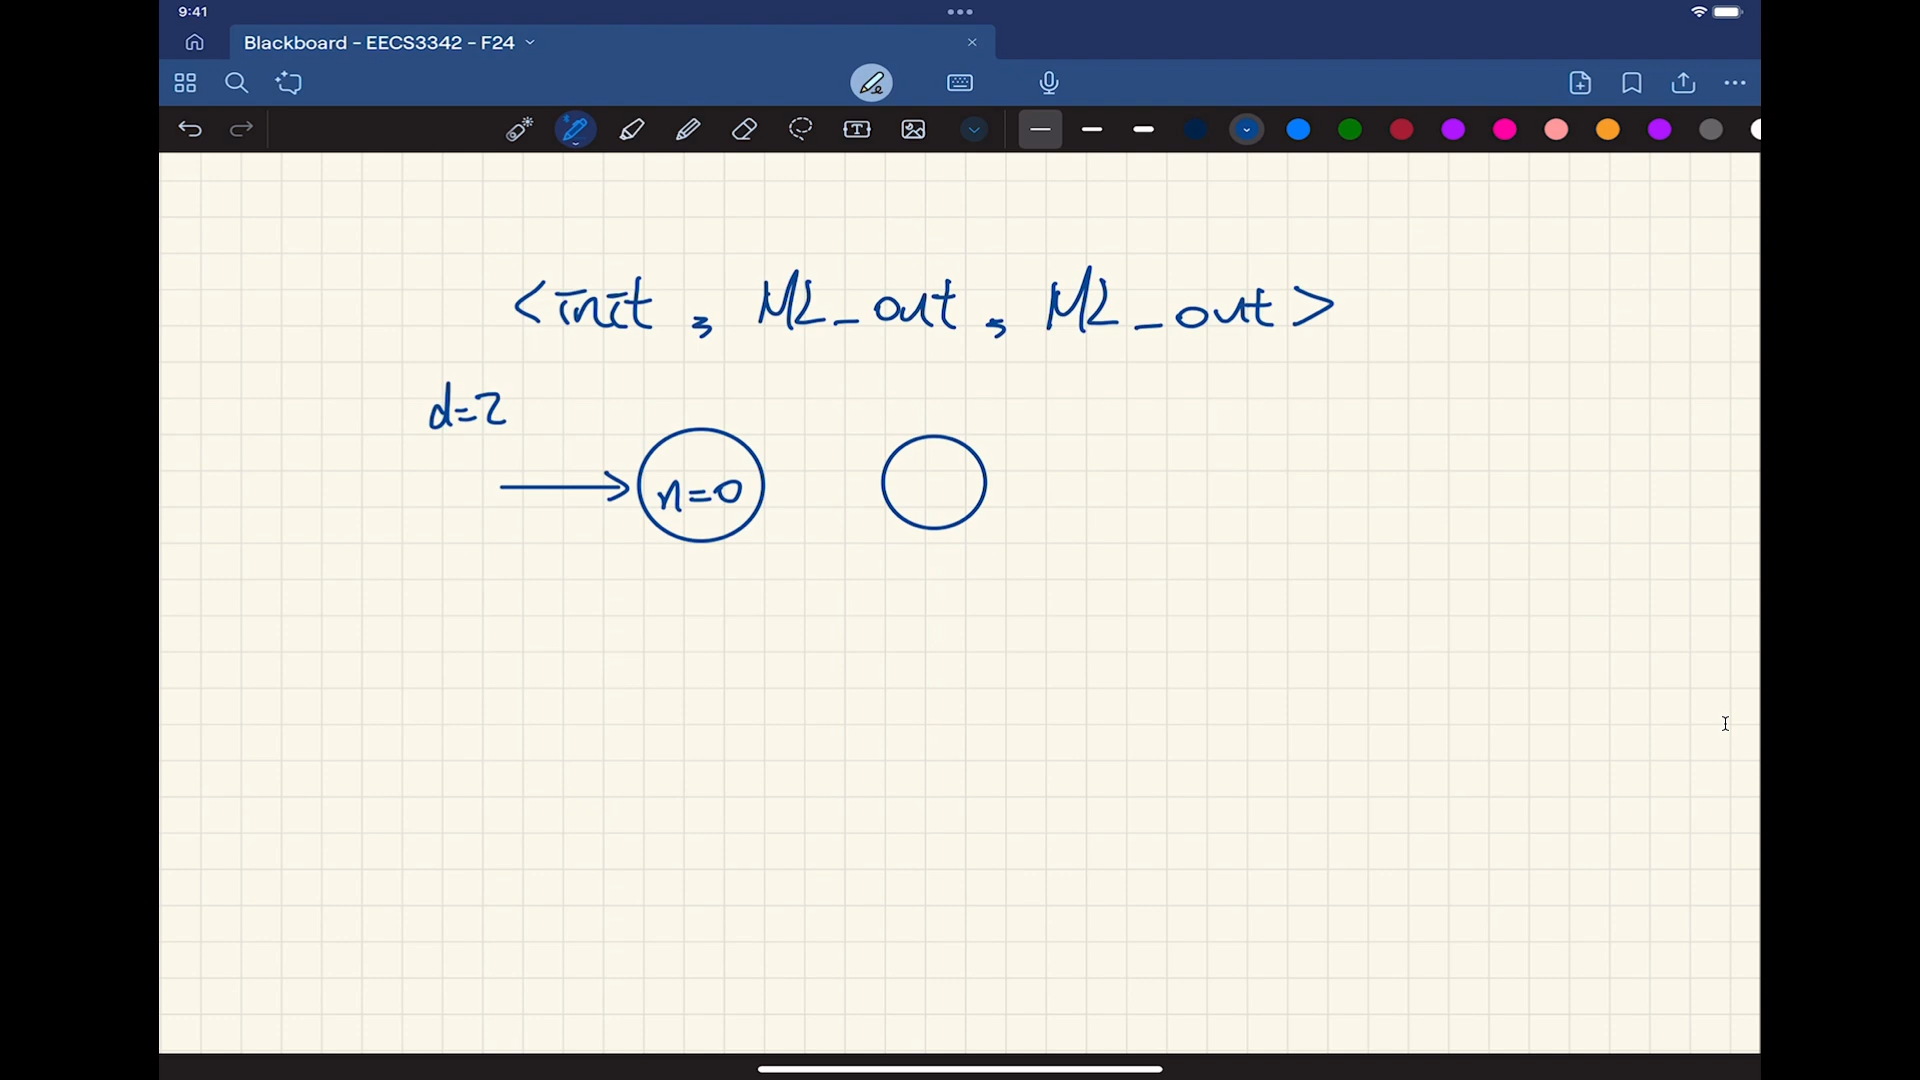 9:41
Blackboard - EECS3342 - F24
<init, ML_out, ML_out>
d=2
n=0